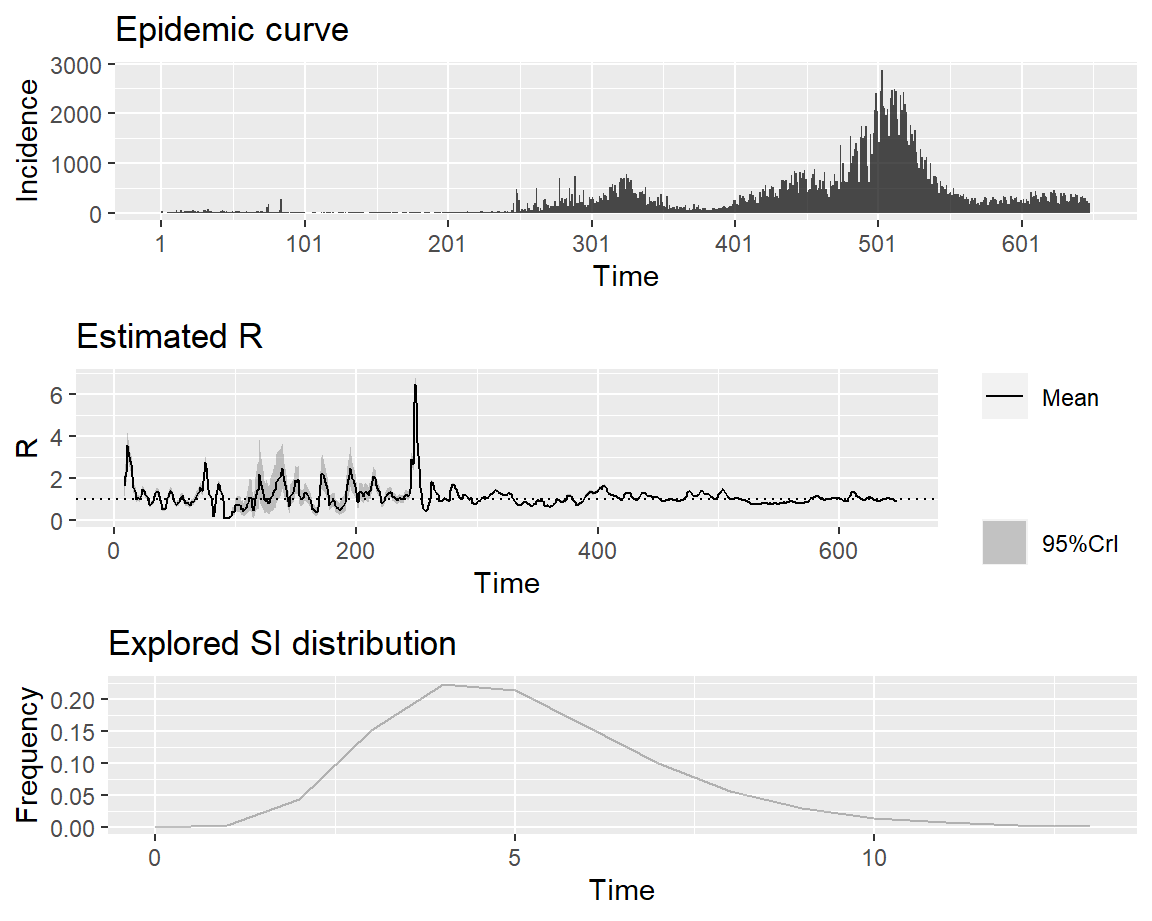 Epidemic curve
3000
2000
1000
0
Incidence
1 101 201 301 401 501 601
Time
Estimated R
6
4
2
0
R
0 200 400 600
Time
Mean
95%CrI
Explored SI distribution
0.20
0.15
0.10
0.05
0.00
Frequency
0 5 10
Time